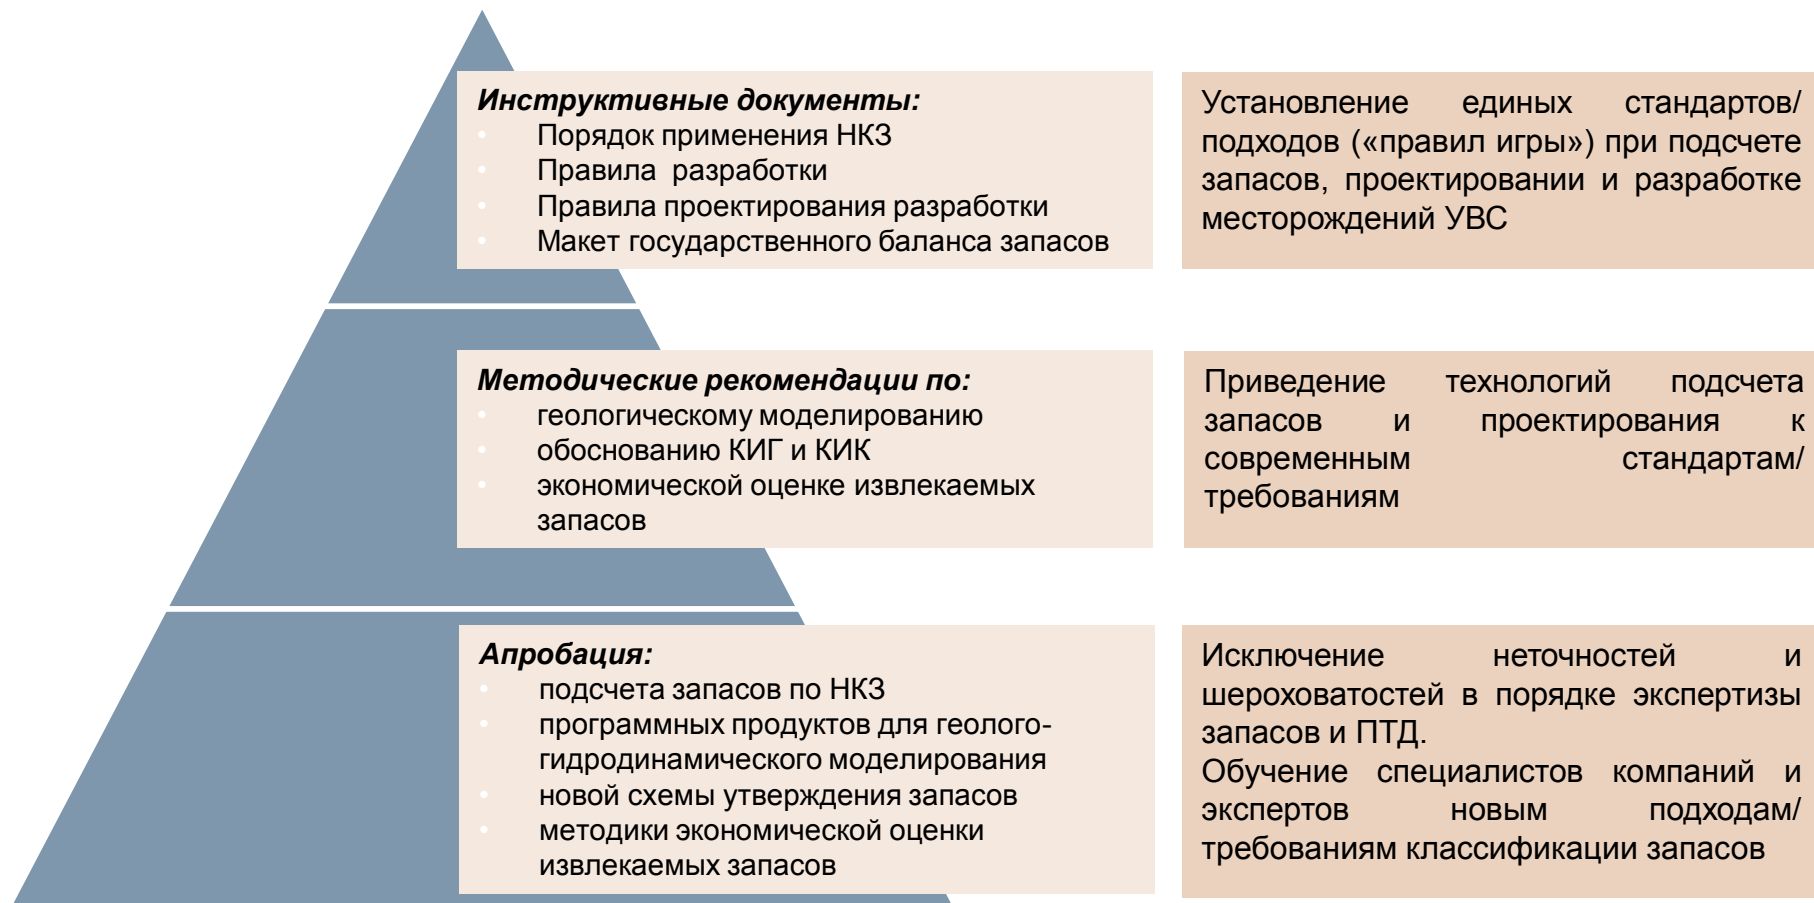 Инструктивные документы:
Порядок применения НКЗ
Правила разработки
Правила проектирования разработки
Макет государственного баланса запасов
Установление единых стандартов/
подходов («правил игры») при подсчете
запасов, проектировании и разработке
месторождений УВС
Методические рекомендации по:
геологическому моделированию
обоснованию КИГ и КИК
экономической оценке извлекаемых
запасов
Приведение технологий подсчета
запасов и проектирования к
современным стандартам/
требованиям
Апробация:
подсчета запасов по НКЗ
программных продуктов для геолого-
гидродинамического моделирования
новой схемы утверждения запасов
методики экономической оценки
извлекаемых запасов
Исключение неточностей и
шероховатостей в порядке экспертизы
запасов и ПТД.
Обучение специалистов компаний и
экспертов новым подходам/
требованиям классификации запасов